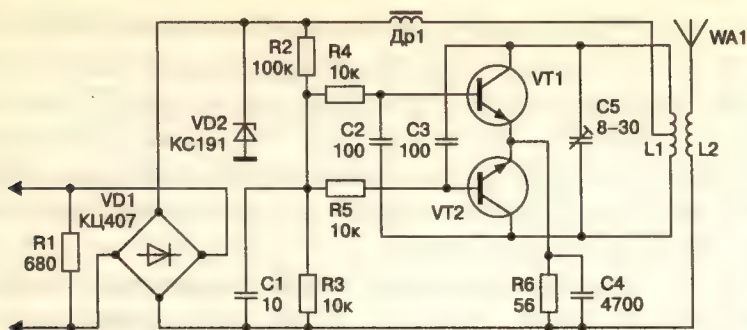 R2
100к
R4
10к
Др1
WA1
VT1
C5
8–30
VD2
КС191
C2
100
C3
100
L1
L2
VD1
КЦ407
R5
10к
VT2
R1
680
C1
10
R3
10к
R6
56
C4
4700